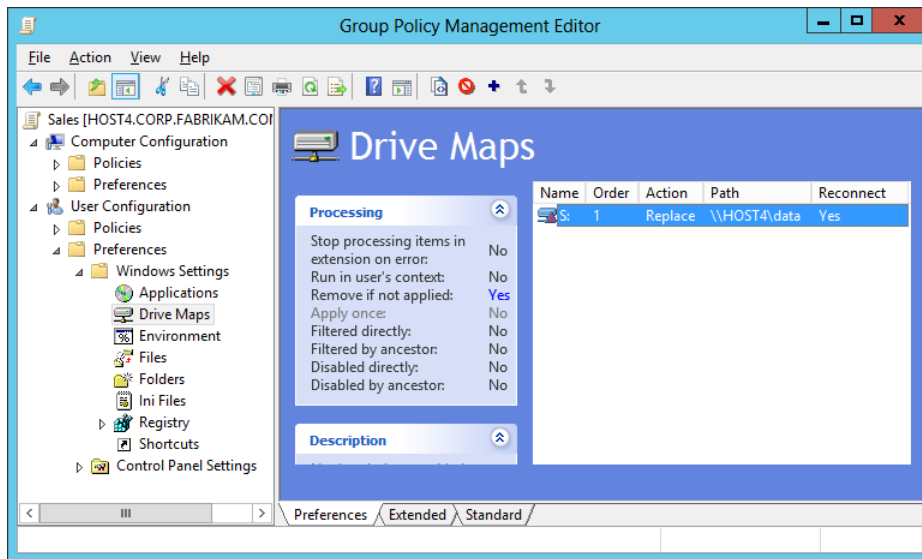 Group Policy Management Editor
File Action View Help
Sales [HOST4.CORP.FABRIKAM.COI
Computer Configuration
Policies
Preferences
User Configuration
Policies
Preferences
Windows Settings
Applications
Drive Maps
Environment
Files
Folders
Ini Files
Registry
Shortcuts
Control Panel Settings
Drive Maps
Processing
Stop processing items in extension on error: No
Run in user's context: No
Remove if not applied: Yes
Apply once: No
Filtered directly: No
Filtered by ancestor: No
Disabled directly: No
Disabled by ancestor: No
Description
Name Order Action Path Reconnect
S: 1 Replace \\HOST4\data Yes
Preferences Extended Standard